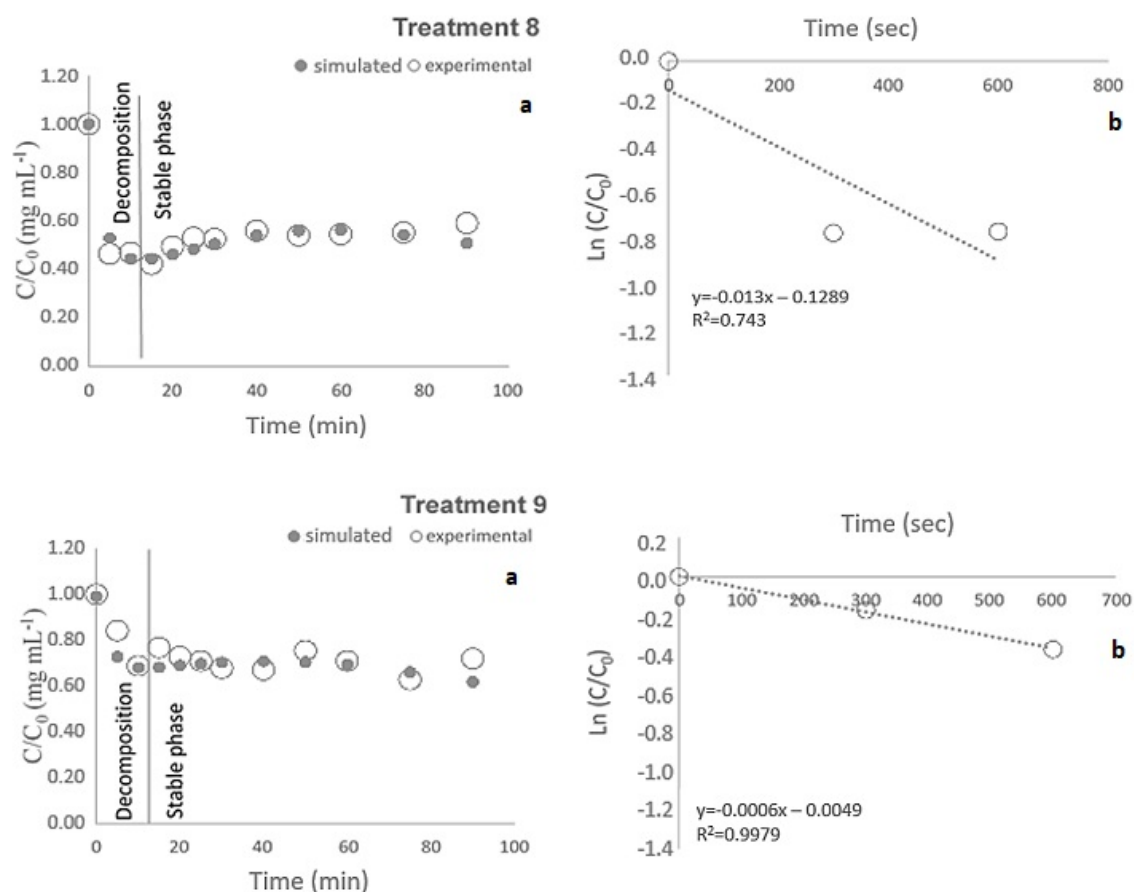 Treatment 8
simulated experimental
a
1.20
1.00
0.80
0.60
0.40
0.20
0.00
C/C₀ (mg mL⁻¹)
Decomposition
Stable phase
0 20 40 60 80 100
Time (min)
Time (sec)
0.0
-0.2
-0.4
-0.6
-0.8
-1.0
-1.2
-1.4
Ln (C/C₀)
0 200 400 600 800
b
y=-0.013x – 0.1289
R²=0.743
Treatment 9
simulated experimental
a
1.20
1.00
0.80
0.60
0.40
0.20
0.00
C/C₀ (mg mL⁻¹)
Decomposition
Stable phase
0 20 40 60 80 100
Time (min)
Time (sec)
0.2
0.0
-0.2
-0.4
-0.6
-0.8
-1.0
-1.2
-1.4
Ln (C/C₀)
0 100 200 300 400 500 600 700
b
y=-0.0006x – 0.0049
R²=0.9979